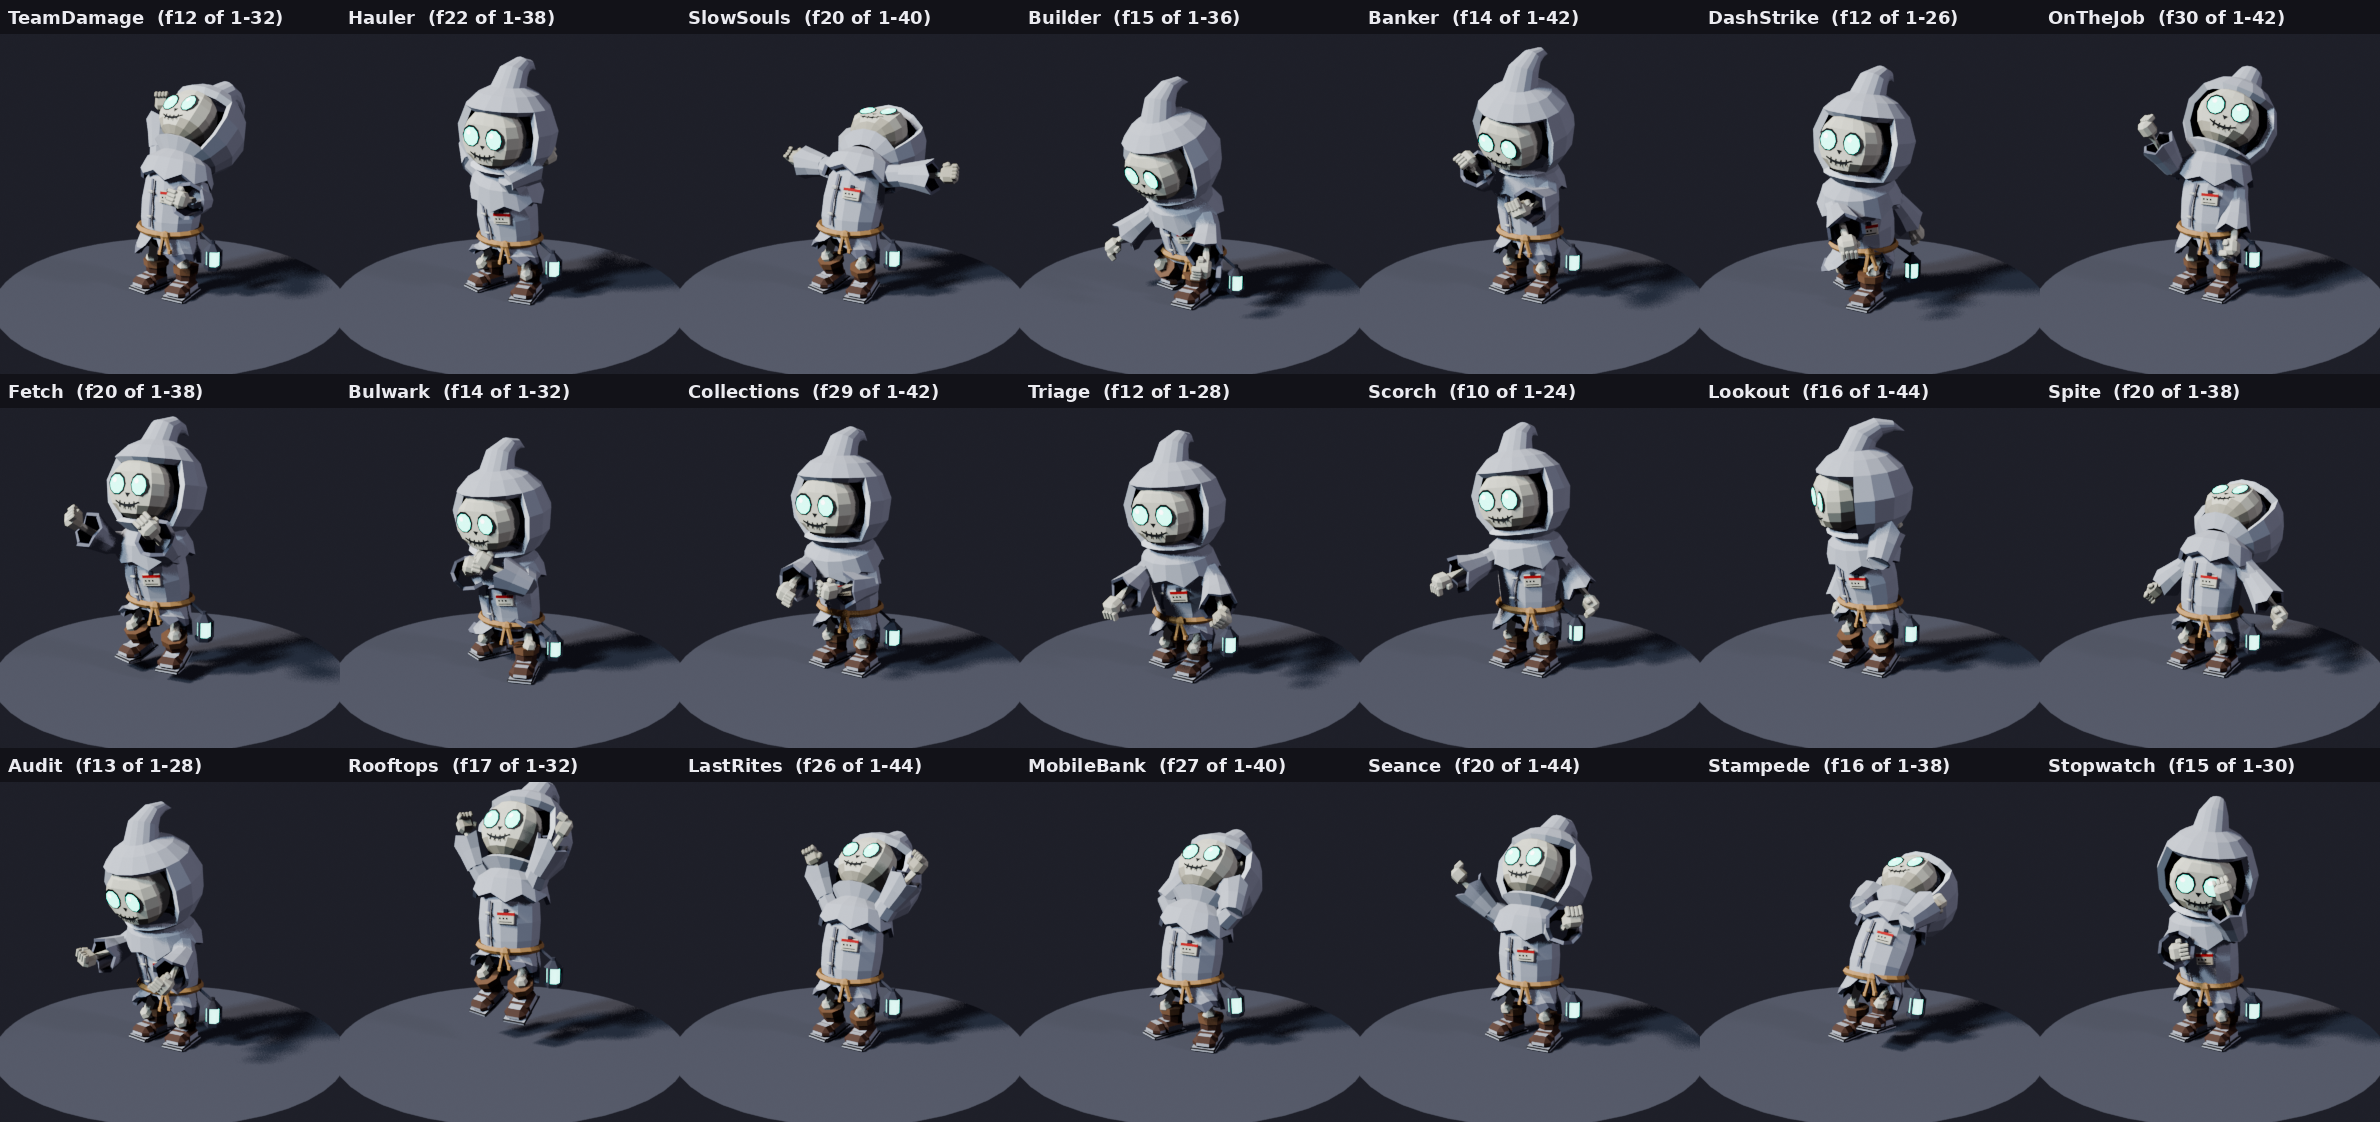 TeamDamage (f12 of 1-32)
Hauler (f22 of 1-38)
SlowSouls (f20 of 1-40)
Builder (f15 of 1-36)
Banker (f14 of 1-42)
DashStrike (f12 of 1-26)
OnTheJob (f30 of 1-42)
Fetch (f20 of 1-38)
Bulwark (f14 of 1-32)
Collections (f29 of 1-42)
Triage (f12 of 1-28)
Scorch (f10 of 1-24)
Lookout (f16 of 1-44)
Spite (f20 of 1-38)
Audit (f13 of 1-28)
Rooftops (f17 of 1-32)
LastRites (f26 of 1-44)
MobileBank (f27 of 1-40)
Seance (f20 of 1-44)
Stampede (f16 of 1-38)
Stopwatch (f15 of 1-30)